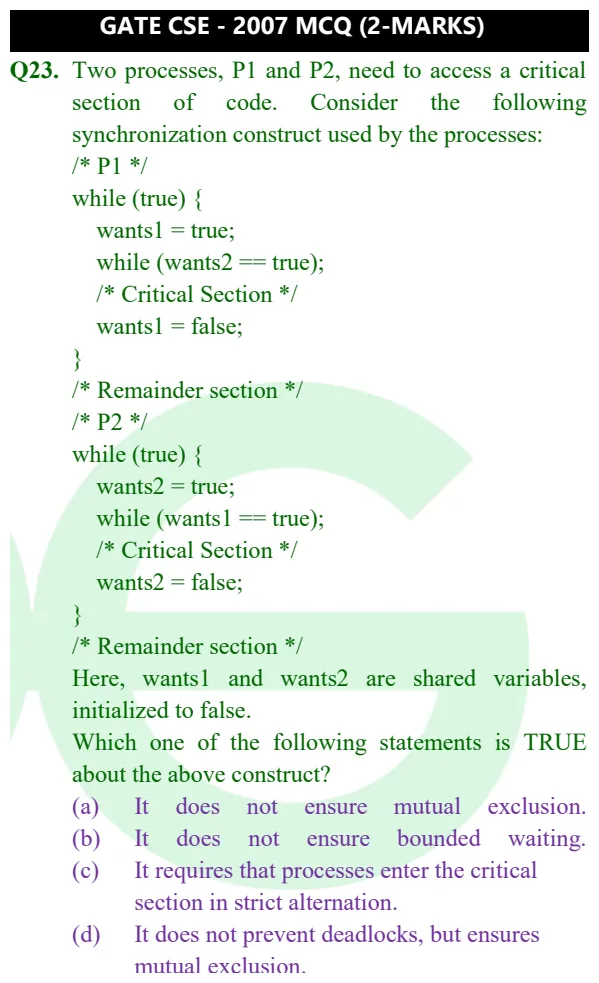 GATE CSE - 2007 MCQ (2-MARKS)
Q23. Two processes, P1 and P2, need to access a critical
section of code. Consider the following
synchronization construct used by the processes:
/* P1 */
while (true) {
wants1 = true;
while (wants2 == true);
/* Critical Section */
wants1 = false;
}
/* Remainder section */
/* P2 */
while (true) {
wants2 = true;
while (wants1 == true);
/* Critical Section */
wants2 = false;
}
/* Remainder section */
Here, wants1 and wants2 are shared variables,
initialized to false.
Which one of the following statements is TRUE
about the above construct?
(a) It does not ensure mutual exclusion.
(b) It does not ensure bounded waiting.
(c) It requires that processes enter the critical
section in strict alternation.
(d) It does not prevent deadlocks, but ensures
mutual exclusion.